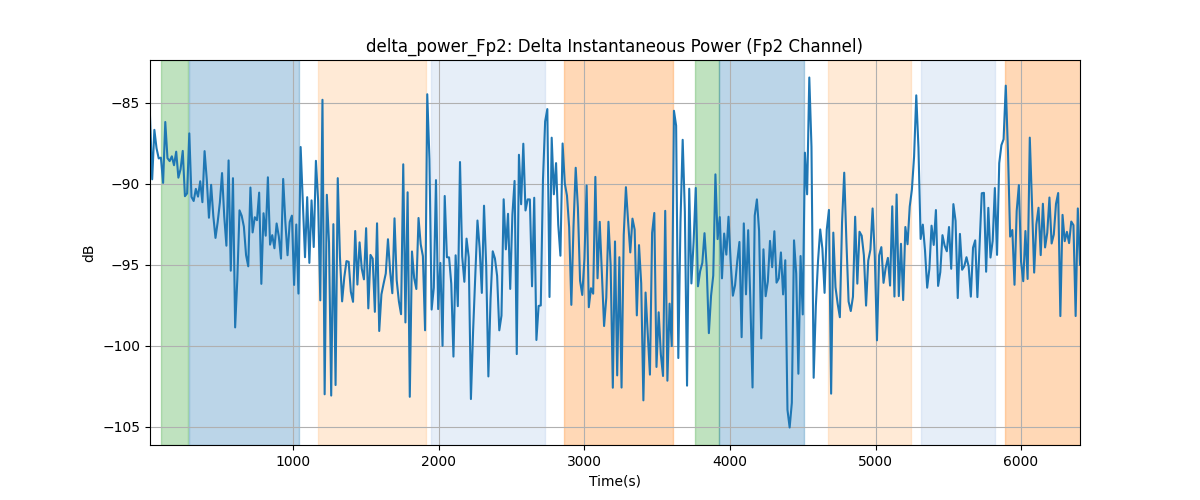 delta_power_Fp2: Delta Instantaneous Power (Fp2 Channel)
dB
−85
−90
−95
−100
−105
1000 2000 3000 4000 5000 6000
Time(s)